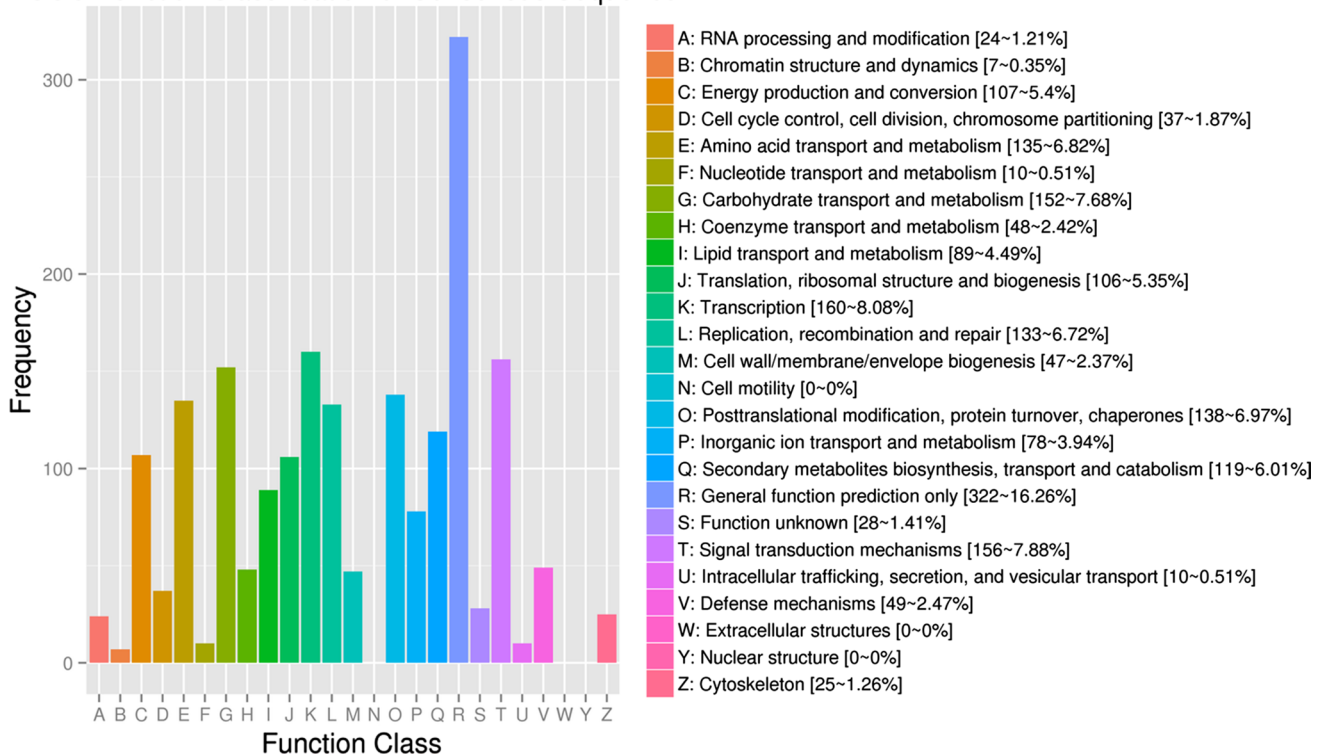 300
200
100
0
Frequency
A B C D E F G H I J K L M N O P Q R S T U V W Y Z
Function Class
A: RNA processing and modification [24~1.21%]
B: Chromatin structure and dynamics [7~0.35%]
C: Energy production and conversion [107~5.4%]
D: Cell cycle control, cell division, chromosome partitioning [37~1.87%]
E: Amino acid transport and metabolism [135~6.82%]
F: Nucleotide transport and metabolism [10~0.51%]
G: Carbohydrate transport and metabolism [152~7.68%]
H: Coenzyme transport and metabolism [48~2.42%]
I: Lipid transport and metabolism [89~4.49%]
J: Translation, ribosomal structure and biogenesis [106~5.35%]
K: Transcription [160~8.08%]
L: Replication, recombination and repair [133~6.72%]
M: Cell wall/membrane/envelope biogenesis [47~2.37%]
N: Cell motility [0~0%]
O: Posttranslational modification, protein turnover, chaperones [138~6.97%]
P: Inorganic ion transport and metabolism [78~3.94%]
Q: Secondary metabolites biosynthesis, transport and catabolism [119~6.01%]
R: General function prediction only [322~16.26%]
S: Function unknown [28~1.41%]
T: Signal transduction mechanisms [156~7.88%]
U: Intracellular trafficking, secretion, and vesicular transport [10~0.51%]
V: Defense mechanisms [49~2.47%]
W: Extracellular structures [0~0%]
Y: Nuclear structure [0~0%]
Z: Cytoskeleton [25~1.26%]